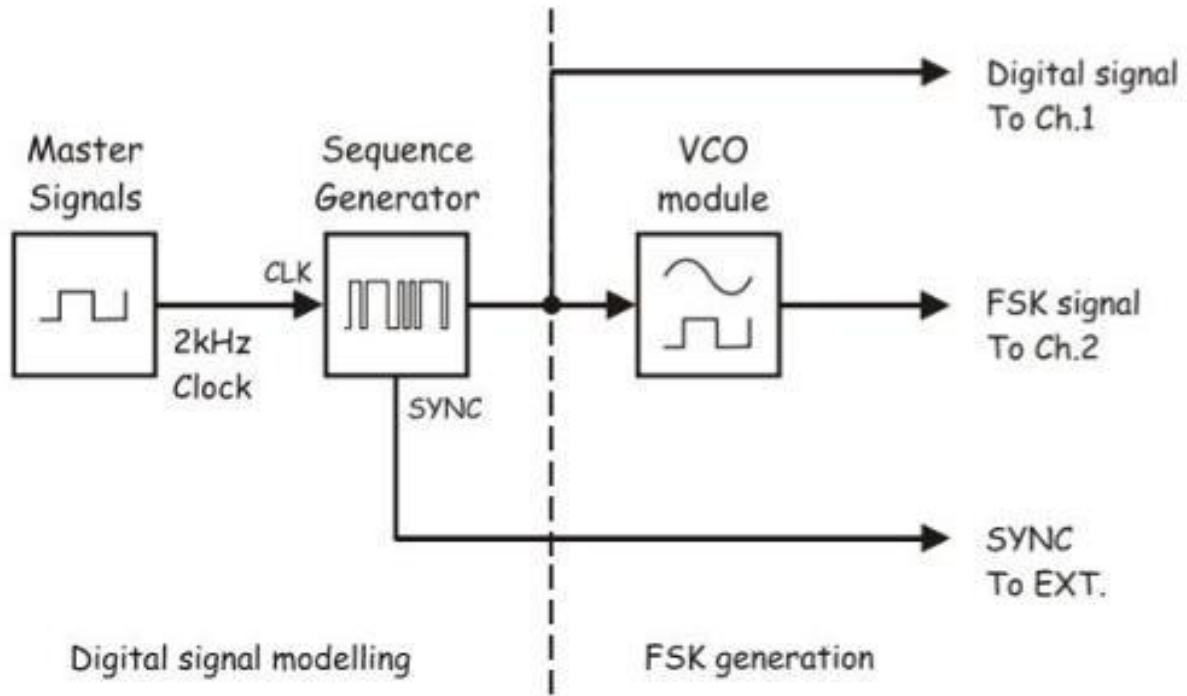 Digital signal
To Ch.1
Master
Signals
Sequence
Generator
VCO
module
CLK
2kHz
Clock
FSK signal
To Ch.2
SYNC
SYNC
To EXT.
Digital signal modelling
FSK generation